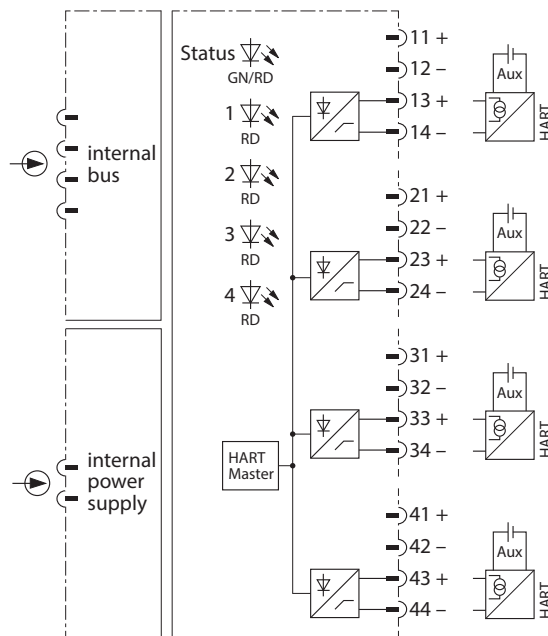 Status
GN/RD
1
RD
2
RD
3
RD
4
RD
internal
bus
internal
power
supply
HART
Master
11 +
12 –
13 +
14 –
Aux
HART
21 +
22 –
23 +
24 –
Aux
HART
31 +
32 –
33 +
34 –
Aux
HART
41 +
42 –
43 +
44 –
Aux
HART